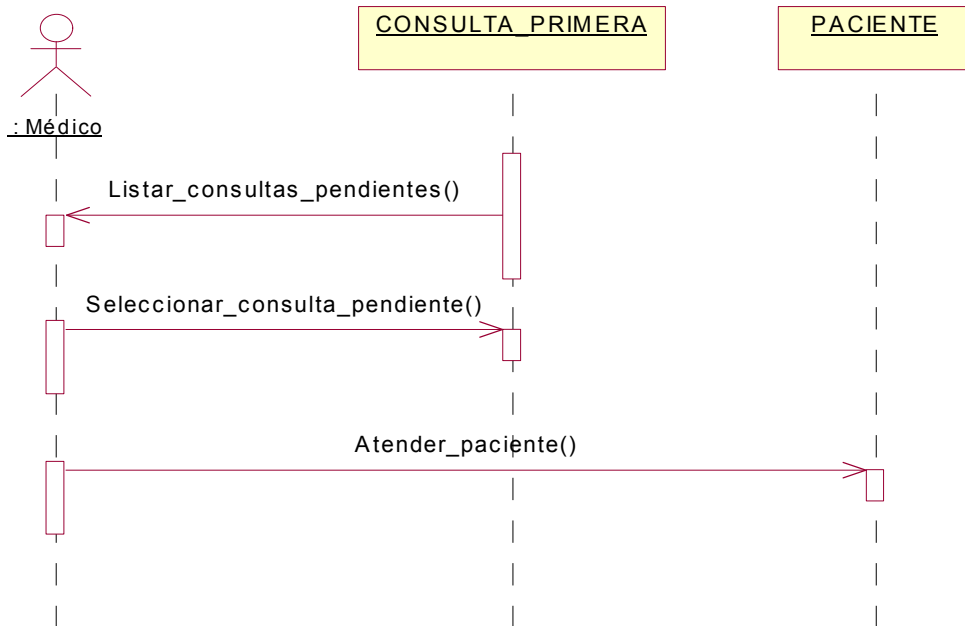 CONSULTA_PRIMERA
PACIENTE
: Médico
Listar_consultas_pendientes()
Seleccionar_consulta_pendiente()
Atender_paciente()